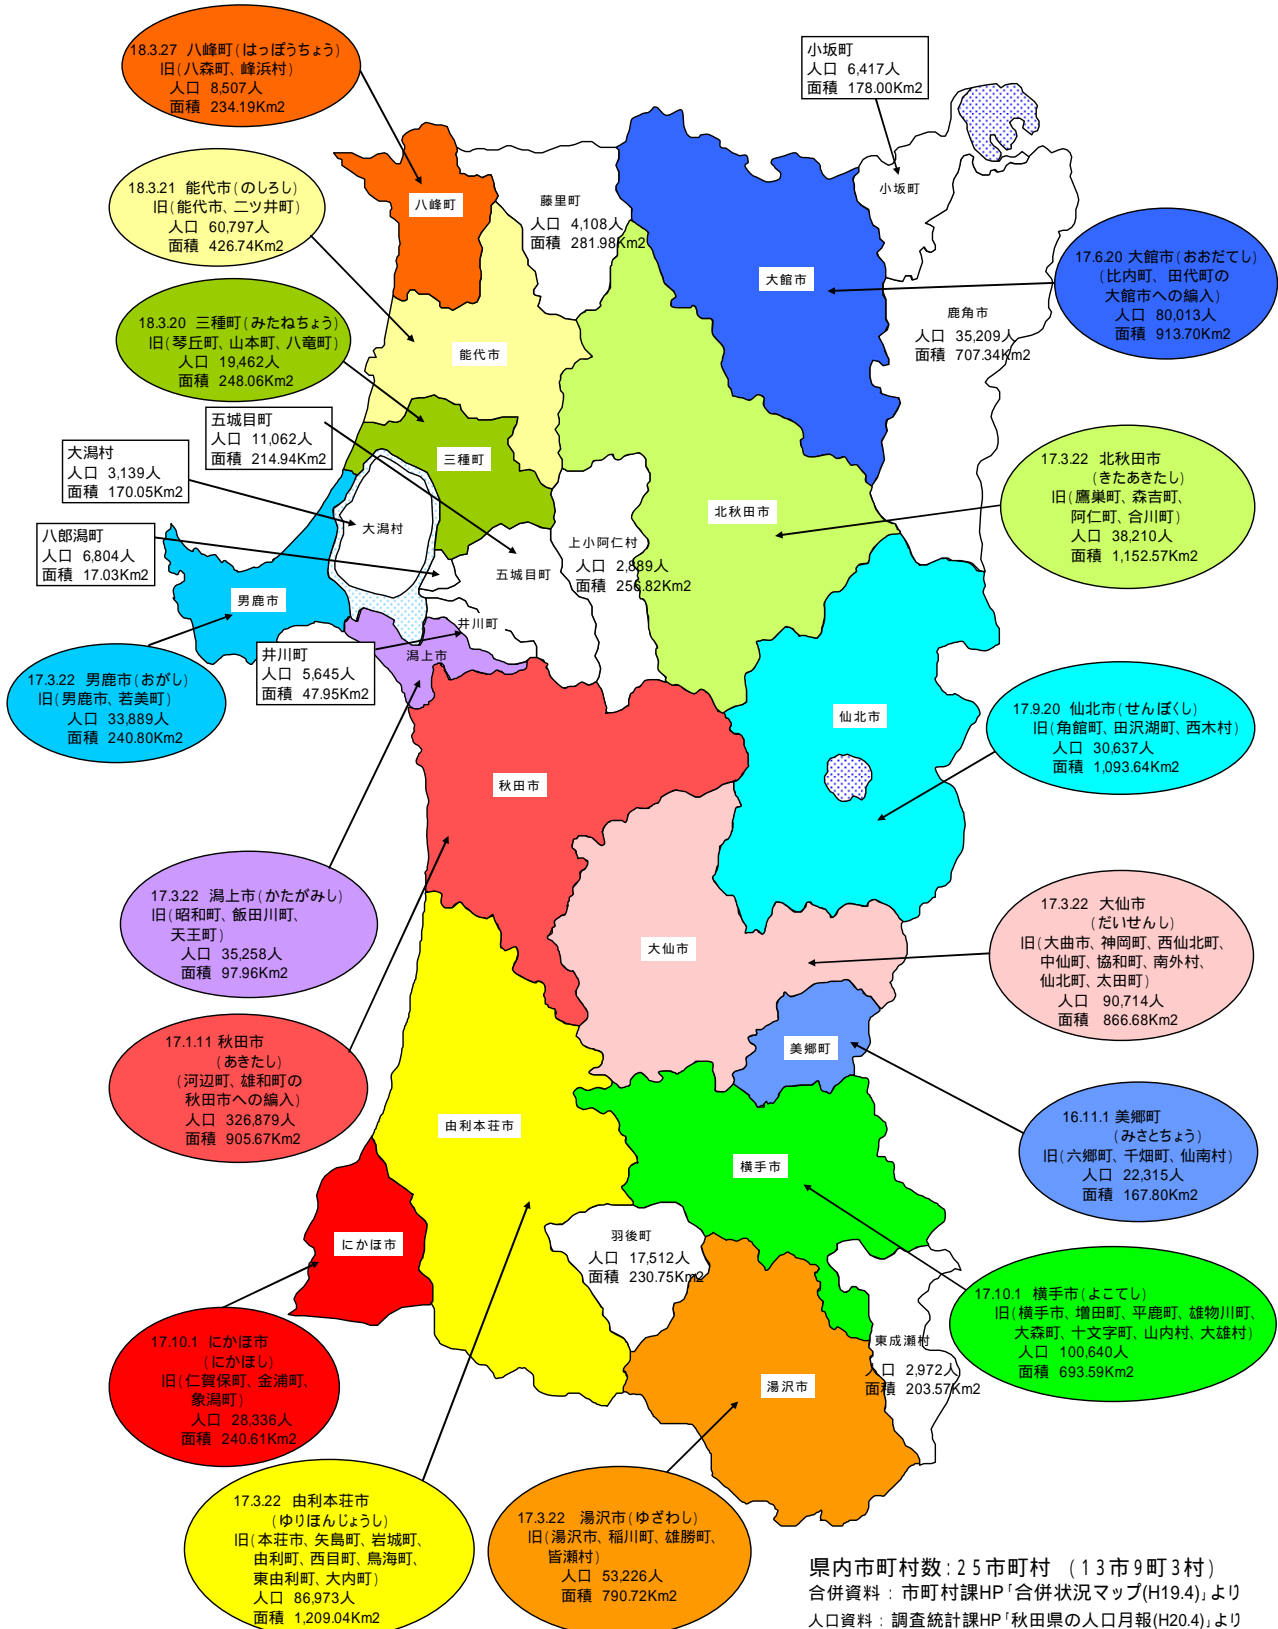 18.3.27 八峰町(はっぽうちょう)
旧(八森町、峰浜村)
人口 8,507人
面積 234.19Km2
小坂町
人口 6,417人
面積 178.00Km2
18.3.21 能代市(のしろし)
旧(能代市、二ツ井町)
人口 60,797人
面積 426.74Km2
八峰町
藤里町
人口 4,108人
面積 281.98Km2
小坂町
大館市
17.6.20 大館市(おおだてし)
(比内町、田代町の
大館市への編入)
人口 80,013人
面積 913.70Km2
18.3.20 三種町(みたねちょう)
旧(琴丘町、山本町、八竜町)
人口 19,462人
面積 248.06Km2
能代市
鹿角市
人口 35,209人
面積 707.34Km2
五城目町
人口 11,062人
面積 214.94Km2
大潟村
人口 3,139人
面積 170.05Km2
三種町
17.3.22 北秋田市
(きたあきたし)
旧(鷹巣町、森吉町、
阿仁町、合川町)
人口 38,210人
面積 1,152.57Km2
八郎潟町
人口 6,804人
面積 17.03Km2
大潟村
北秋田市
五城目町
上小阿仁村
人口 2,889人
面積 256.82Km2
男鹿市
井川町
井川町
人口 5,645人
面積 47.95Km2
潟上市
17.3.22 男鹿市(おがし)
旧(男鹿市、若美町)
人口 33,889人
面積 240.80Km2
仙北市
17.9.20 仙北市(せんぼくし)
旧(角館町、田沢湖町、西木村)
人口 30,637人
面積 1,093.64Km2
秋田市
17.3.22 潟上市(かたがみし)
旧(昭和町、飯田川町、
天王町)
人口 35,258人
面積 97.96Km2
大仙市
17.3.22 大仙市
(だいせんし)
旧(大曲市、神岡町、西仙北町、
中仙町、協和町、南外村、
仙北町、太田町)
人口 90,714人
面積 866.68Km2
17.1.11 秋田市
(あきたし)
(河辺町、雄和町の
秋田市への編入)
人口 326,879人
面積 905.67Km2
美郷町
16.11.1 美郷町
(みさとちょう)
旧(六郷町、千畑町、仙南村)
人口 22,315人
面積 167.80Km2
由利本荘市
横手市
にかほ市
羽後町
人口 17,512人
面積 230.75Km2
17.10.1 横手市(よこてし)
旧(横手市、増田町、平鹿町、雄物川町、
大森町、十文字町、山内村、大雄村)
人口 100,640人
面積 693.59Km2
17.10.1 にかほ市
(にかほし)
旧(仁賀保町、金浦町、
象潟町)
人口 28,336人
面積 240.61Km2
東成瀬村
人口 2,972人
面積 203.57Km2
湯沢市
17.3.22 由利本荘市
(ゆりほんじょうし)
旧(本荘市、矢島町、岩城町、
由利町、西目町、鳥海町、
東由利町、大内町)
人口 86,973人
面積 1,209.04Km2
17.3.22 湯沢市(ゆざわし)
旧(湯沢市、稲川町、雄勝町、
皆瀬村)
人口 53,226人
面積 790.72Km2
県内市町村数:25市町村 (13市9町3村)
合併資料:市町村課HP「合併状況マップ(H19.4)」より
人口資料:調査統計課HP「秋田県の人口月報(H20.4)」より